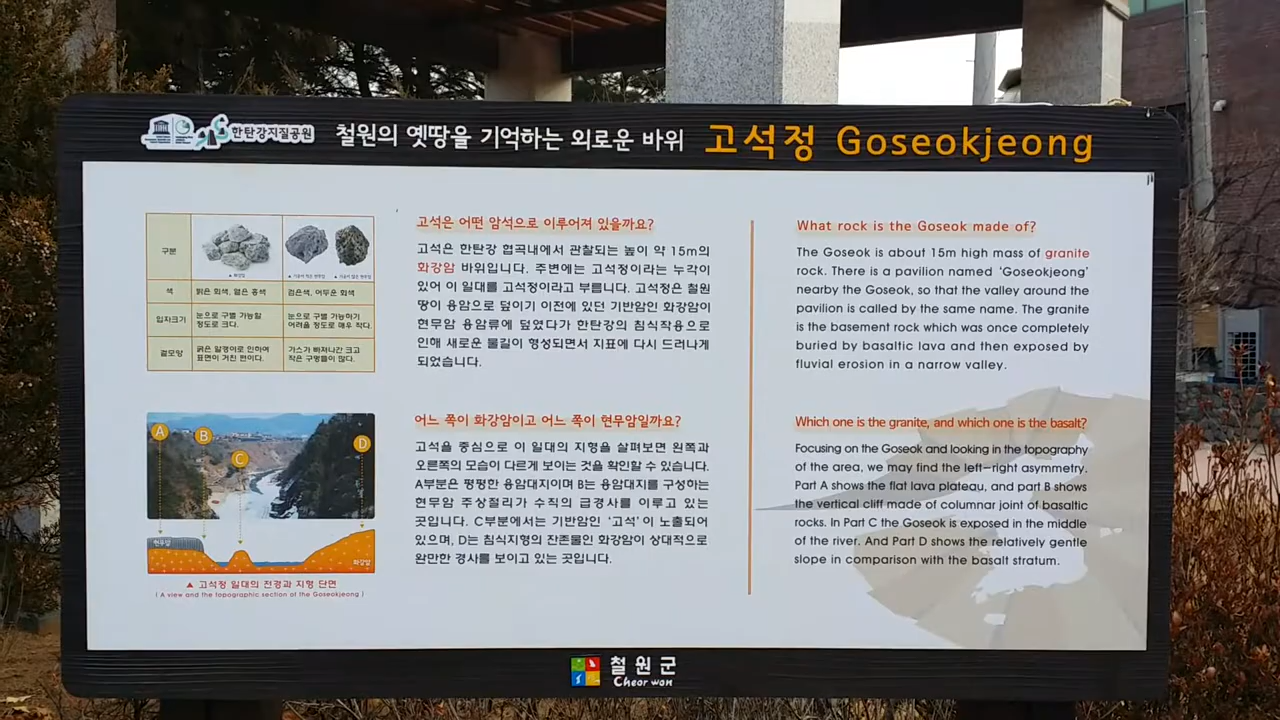 한탄강지질공원
철원의 옛땅을 기억하는 외로운 바위 고석정 Goseokjeong
구분
▲ 화강암
▲ 기공이 작은 현무암
▲ 기공이 많은 현무암
색
밝은 회색, 옅은 홍색
검은색, 어두운 회색
입자크기
눈으로 구별 가능할
정도로 크다.
눈으로 구별 가능하기
어려울 정도로 매우 작다.
겉모양
굵은 알갱이로 인하여
표면이 거친 편이다.
가스가 빠져나간 크고
작은 구멍들이 많다.
A
B
C
D
현무암
화강암
▲ 고석정 일대의 전경과 지형 단면
( A view and the topographic section of the Goseokjeong )
고석은 어떤 암석으로 이루어져 있을까요?
고석은 한탄강 협곡내에서 관찰되는 높이 약 15m의
화강암 바위입니다. 주변에는 고석정이라는 누각이
있어 이 일대를 고석정이라고 부릅니다. 고석정은 철원
땅이 용암으로 덮이기 이전에 있던 기반암인 화강암이
현무암 용암류에 덮였다가 한탄강의 침식작용으로
인해 새로운 물길이 형성되면서 지표에 다시 드러나게
되었습니다.
어느 쪽이 화강암이고 어느 쪽이 현무암일까요?
고석을 중심으로 이 일대의 지형을 살펴보면 왼쪽과
오른쪽의 모습이 다르게 보이는 것을 확인할 수 있습니다.
A부분은 평평한 용암대지이며 B는 용암대지를 구성하는
현무암 주상절리가 수직의 급경사를 이루고 있는
곳입니다. C부분에서는 기반암인 ‘고석’이 노출되어
있으며, D는 침식지형의 잔존물인 화강암이 상대적으로
완만한 경사를 보이고 있는 곳입니다.
What rock is the Goseok made of?
The Goseok is about 15m high mass of granite
rock. There is a pavilion named ‘Goseokjeong’
nearby the Goseok, so that the valley around the
pavilion is called by the same name. The granite
is the basement rock which was once completely
buried by basaltic lava and then exposed by
fluvial erosion in a narrow valley.
Which one is the granite, and which one is the basalt?
Focusing on the Goseok and looking in the topography
of the area, we may find the left-right asymmetry.
Part A shows the flat lava plateau, and part B shows
the vertical cliff made of columnar joint of basaltic
rocks. In Part C the Goseok is exposed in the middle
of the river. And Part D shows the relatively gentle
slope in comparison with the basalt stratum.
철원군
Cheorwon